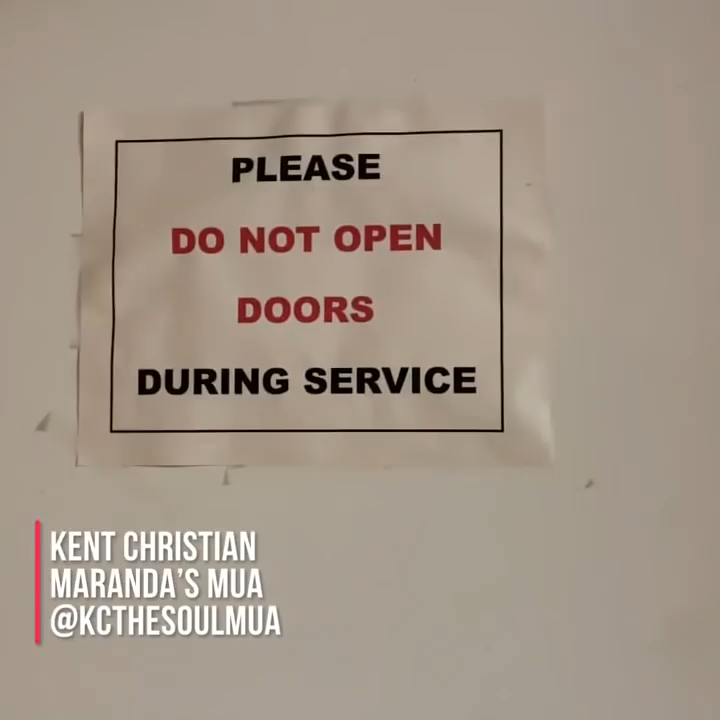 PLEASE
DO NOT OPEN
DOORS
DURING SERVICE
KENT CHRISTIAN
MARANDA'S MUA
@KCTHESOULMUA